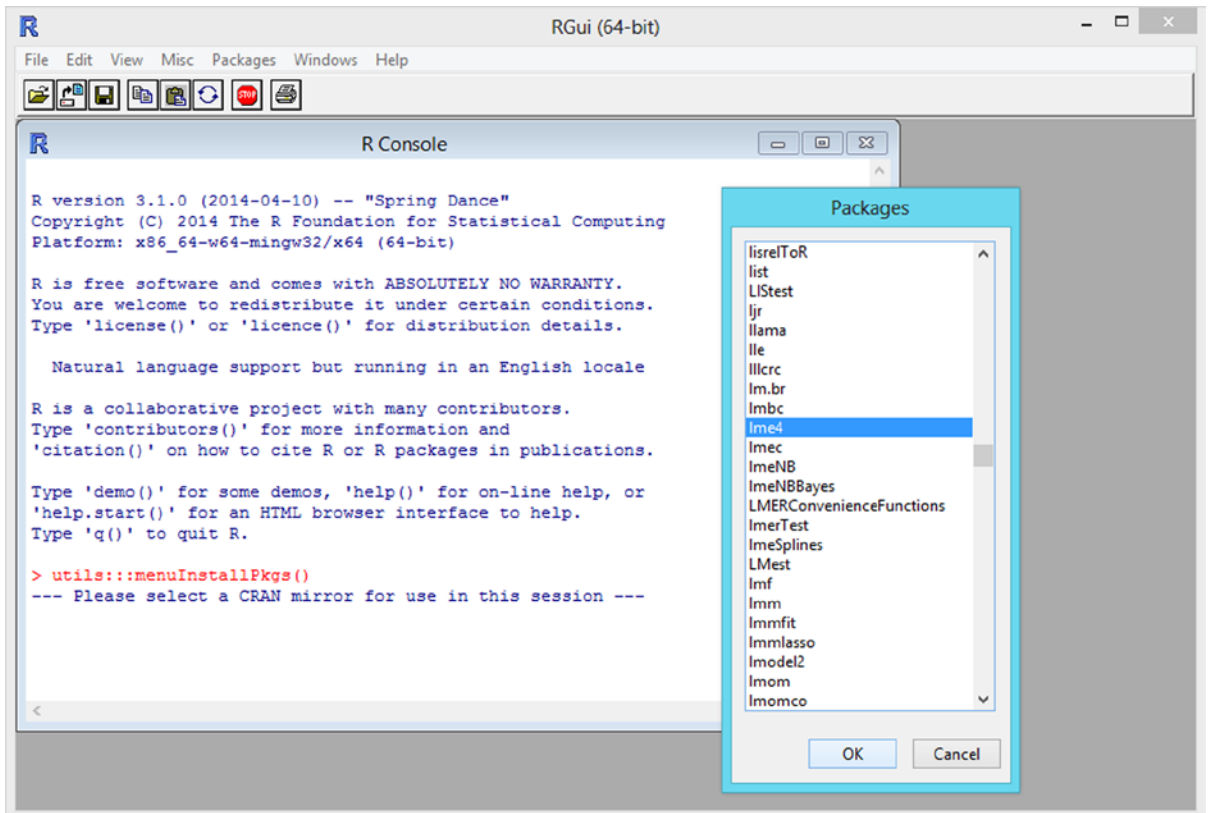 RGui (64-bit)
File Edit View Misc Packages Windows Help
STOP
R Console
R version 3.1.0 (2014-04-10) -- "Spring Dance"
Copyright (C) 2014 The R Foundation for Statistical Computing
Platform: x86_64-w64-mingw32/x64 (64-bit)
R is free software and comes with ABSOLUTELY NO WARRANTY.
You are welcome to redistribute it under certain conditions.
Type 'license()' or 'licence()' for distribution details.
Natural language support but running in an English locale
R is a collaborative project with many contributors.
Type 'contributors()' for more information and
'citation()' on how to cite R or R packages in publications.
Type 'demo()' for some demos, 'help()' for on-line help, or
'help.start()' for an HTML browser interface to help.
Type 'q()' to quit R.
> utils:::menuInstallPkgs()
--- Please select a CRAN mirror for use in this session ---
Packages
lisrelToR
list
LIStest
ljr
llama
lle
lllcrc
lm.br
lmbc
lme4
lmec
lmeNB
lmeNBBayes
LMERConvenienceFunctions
lmerTest
lmeSplines
LMest
lmf
lmm
lmmfit
lmmlasso
lmodel2
lmom
lmomco
OK Cancel